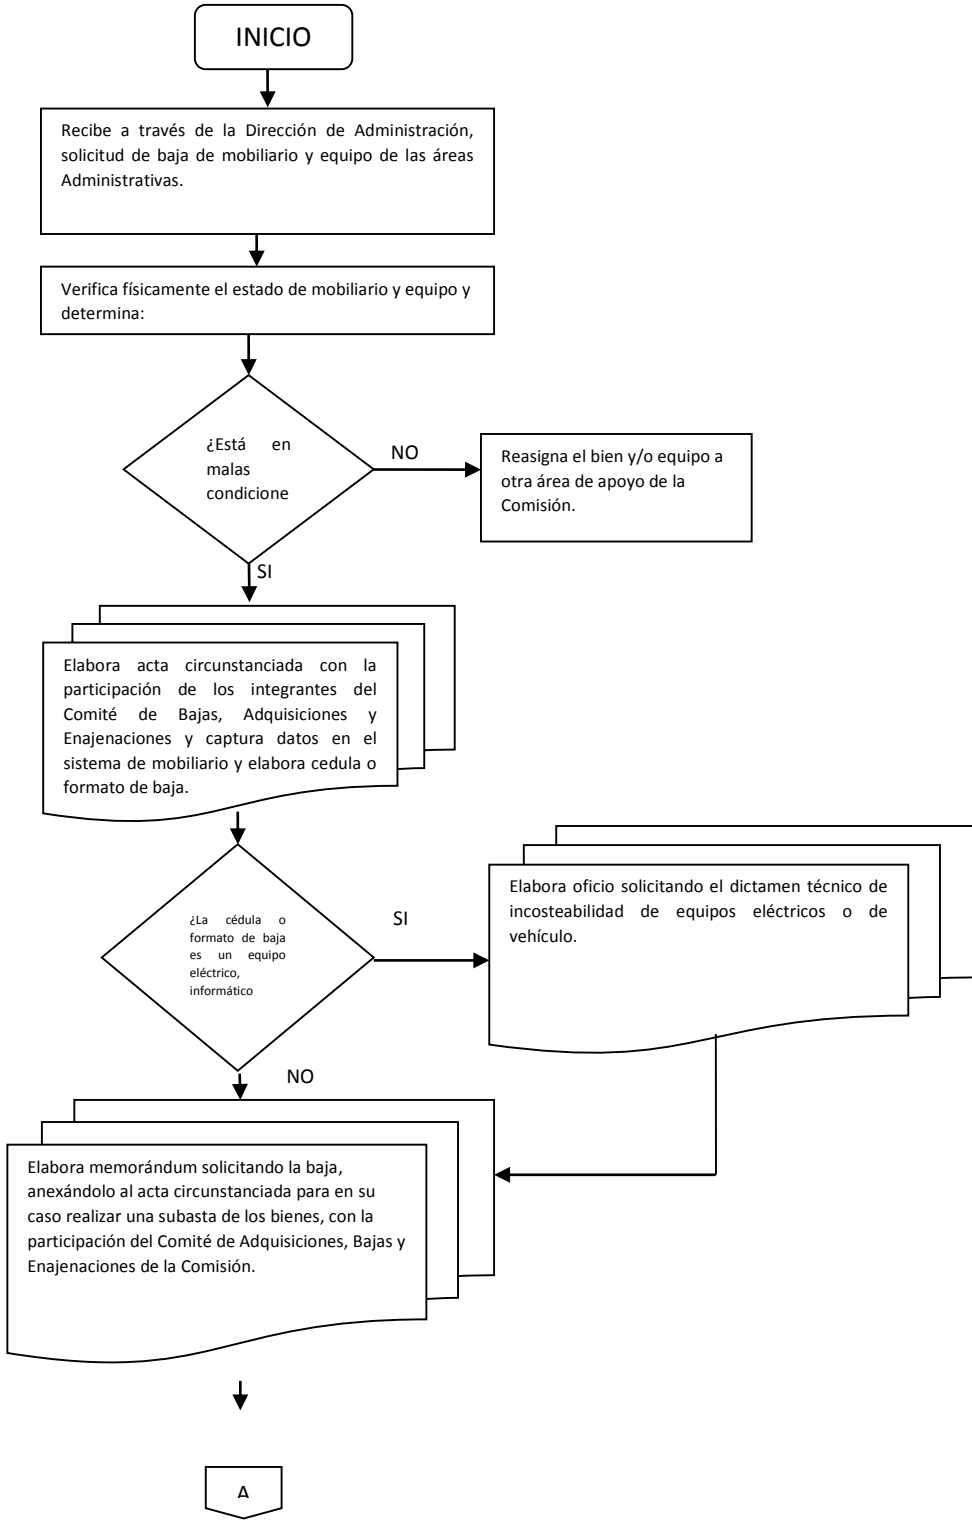 INICIO
Recibe a través de la Dirección de Administración,
solicitud de baja de mobiliario y equipo de las áreas
Administrativas.
Verifica físicamente el estado de mobiliario y equipo y
determina:
¿Está en
malas
condicione
NO
Reasigna el bien y/o equipo a
otra área de apoyo de la
Comisión.
SI
Elabora acta circunstanciada con la
participación de los integrantes del
Comité de Bajas, Adquisiciones y
Enajenaciones y captura datos en el
sistema de mobiliario y elabora cedula o
formato de baja.
¿La cédula o
formato de baja
es un equipo
eléctrico,
informático
SI
Elabora oficio solicitando el dictamen técnico de
incosteabilidad de equipos eléctricos o de
vehículo.
NO
Elabora memorándum solicitando la baja,
anexándolo al acta circunstanciada para en su
caso realizar una subasta de los bienes, con la
participación del Comité de Adquisiciones, Bajas y
Enajenaciones de la Comisión.
A